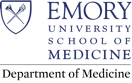 EMORY
UNIVERSITY
SCHOOL OF
MEDICINE
Department of Medicine